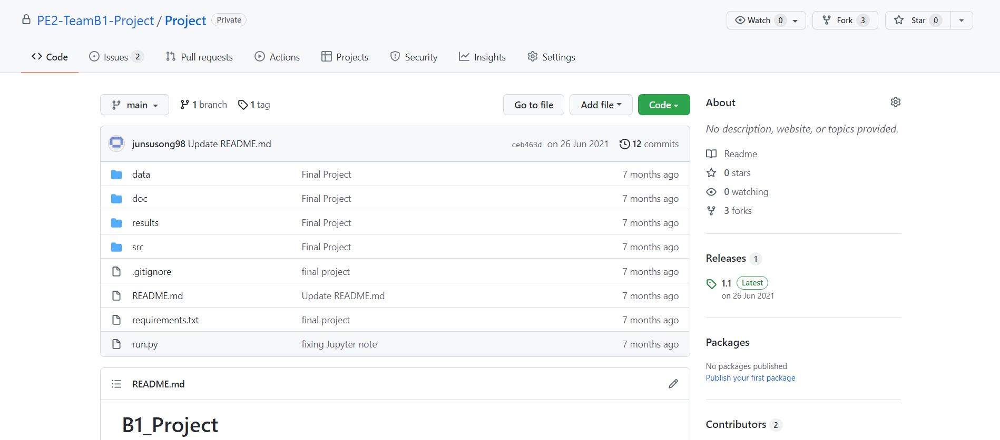 PE2-TeamB1-Project / Project Private
Watch 0 Fork 3 Star 0
Code Issues 2 Pull requests Actions Projects Security Insights Settings
main 1 branch 1 tag Go to file Add file Code
junsusong98 Update README.md ceb463d on 26 Jun 2021 12 commits
data Final Project 7 months ago
doc Final Project 7 months ago
results Final Project 7 months ago
src Final Project 7 months ago
.gitignore final project 7 months ago
README.md Update README.md 7 months ago
requirements.txt final project 7 months ago
run.py fixing Jupyter note 7 months ago
README.md
B1_Project
About
No description, website, or topics provided.
Readme
0 stars
0 watching
3 forks
Releases 1
1.1 Latest
on 26 Jun 2021
Packages
No packages published
Publish your first package
Contributors 2